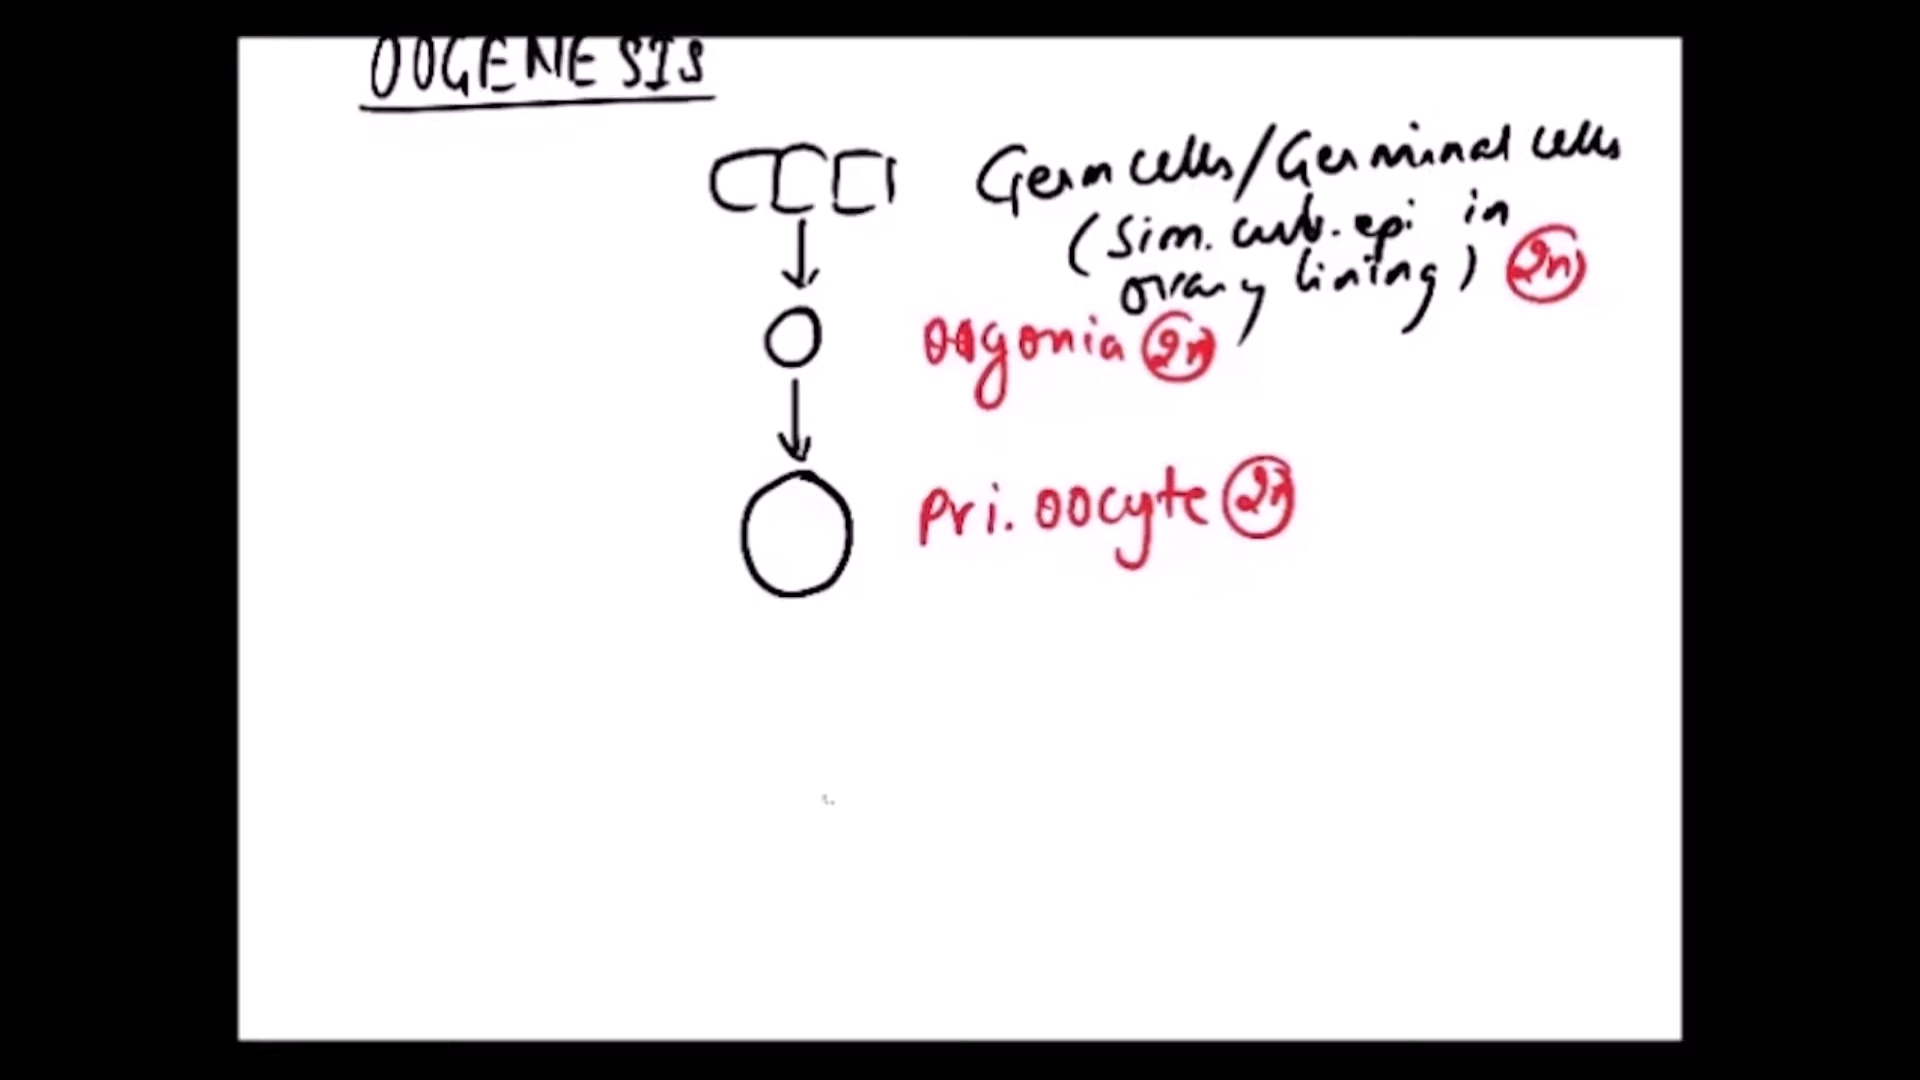 OOGENESIS
Germ cells/Germinal cells
(Sim. cub. epi in
ovary lining) 2n
Oogonia 2n
Pri. oocyte 2n